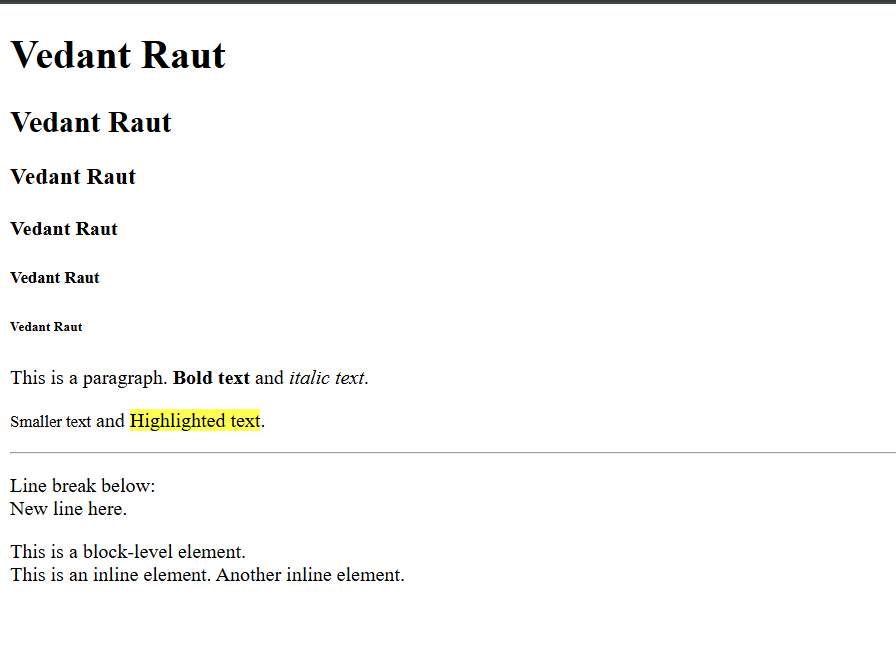 Vedant Raut
Vedant Raut
Vedant Raut
Vedant Raut
Vedant Raut
Vedant Raut
This is a paragraph. Bold text and italic text.
Smaller text and Highlighted text.
Line break below:
New line here.
This is a block-level element.
This is an inline element. Another inline element.